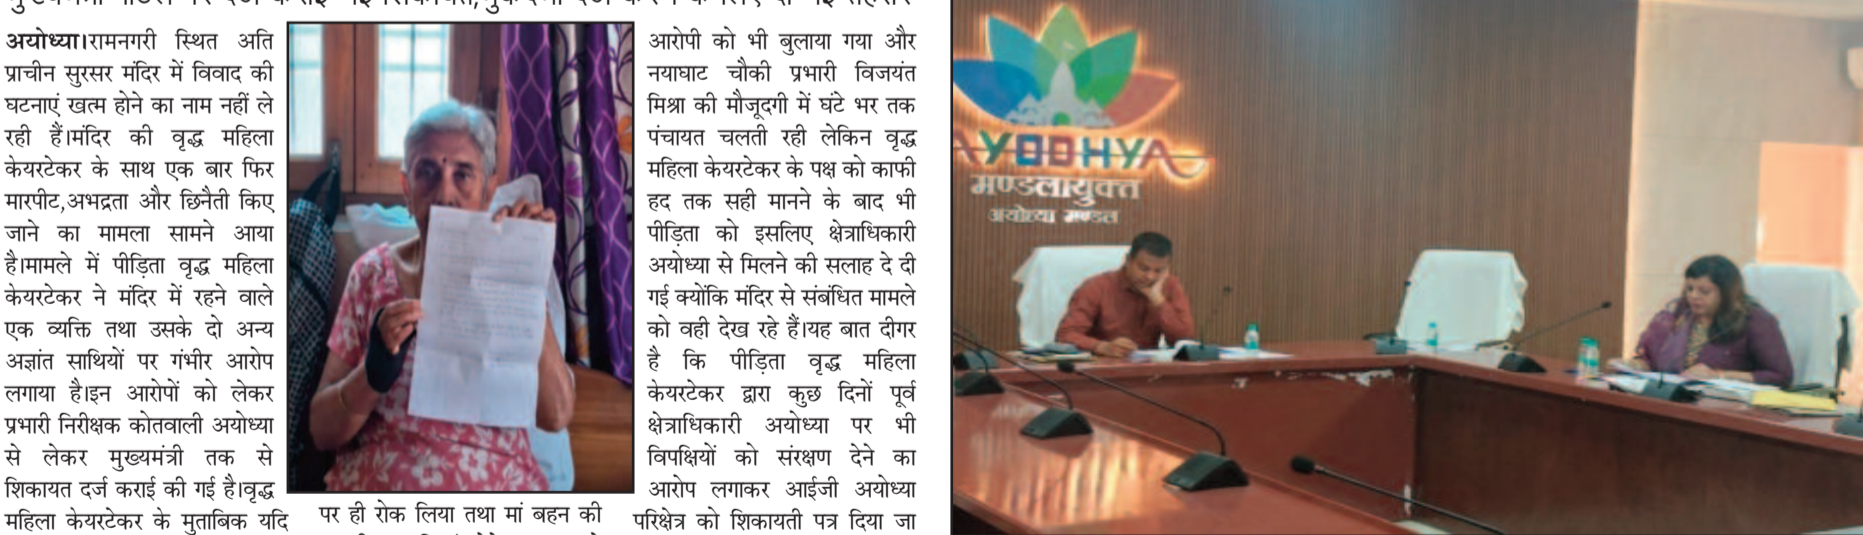 अयोध्या।रामनगरी स्थित अति
प्राचीन सुरसर मंदिर में विवाद की
घटनाएं खत्म होने का नाम नहीं ले
रही हैं।मंदिर की वृद्ध महिला
केयरटेकर के साथ एक बार फिर
मारपीट,अभद्रता और छिनैती किए
जाने का मामला सामने आया
है।मामले में पीड़िता वृद्ध महिला
केयरटेकर ने मंदिर में रहने वाले
एक व्यक्ति तथा उसके दो अन्य
अज्ञांत साथियों पर गंभीर आरोप
लगाया है।इन आरोपों को लेकर
प्रभारी निरीक्षक कोतवाली अयोध्या
से लेकर मुख्यमंत्री तक से
शिकायत दर्ज कराई की गई है।वृद्ध
महिला केयरटेकर के मुताबिक यदि
पर ही रोक लिया तथा मां बहन की
आरोपी को भी बुलाया गया और
नयाघाट चौकी प्रभारी विजयंत
मिश्रा की मौजूदगी में घंटे भर तक
पंचायत चलती रही लेकिन वृद्ध
महिला केयरटेकर के पक्ष को काफी
हद तक सही मानने के बाद भी
पीड़िता को इसलिए क्षेत्राधिकारी
अयोध्या से मिलने की सलाह दे दी
गई क्योंकि मंदिर से संबंधित मामले
को वही देख रहे हैं।यह बात दीगर
है कि पीड़िता वृद्ध महिला
केयरटेकर द्वारा कुछ दिनों पूर्व
क्षेत्राधिकारी अयोध्या पर भी
विपक्षियों को संरक्षण देने का
आरोप लगाकर आईजी अयोध्या
परिक्षेत्र को शिकायती पत्र दिया जा
AYODHYA
मण्डलायुक्त
अयोध्या मण्डल